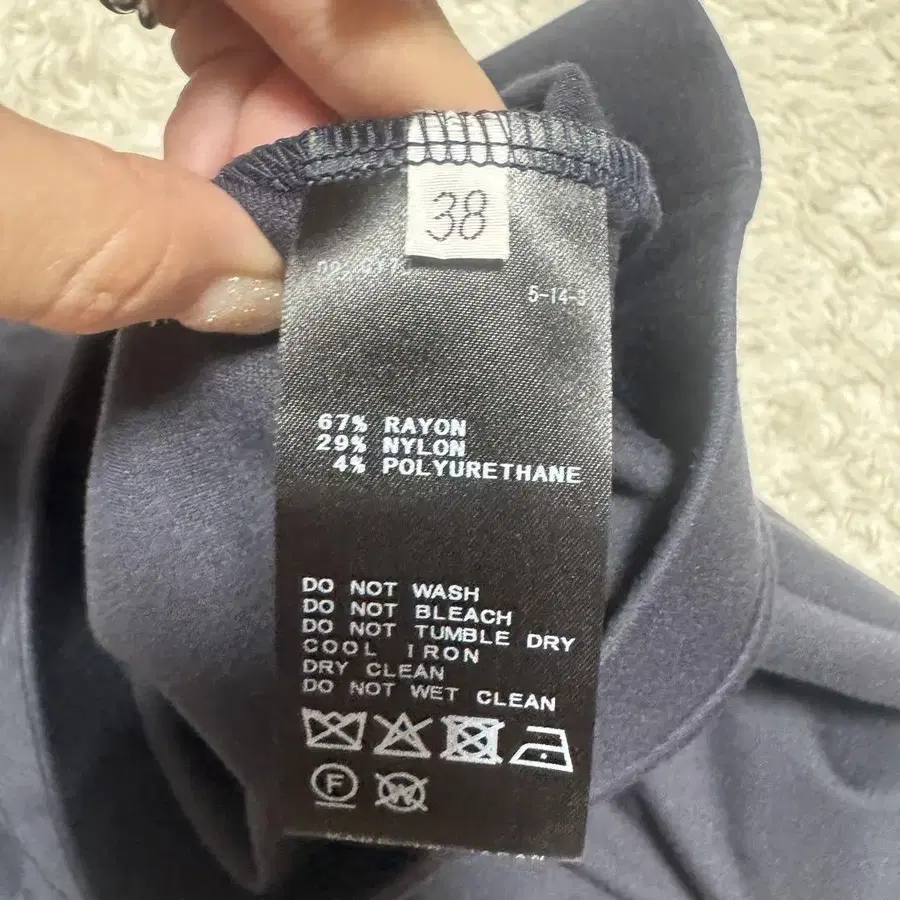 38
5-14-3
67% RAYON
29% NYLON
4% POLYURETHANE
DO NOT WASH
DO NOT BLEACH
DO NOT TUMBLE DRY
COOL IRON
DRY CLEAN
DO NOT WET CLEAN
F
W